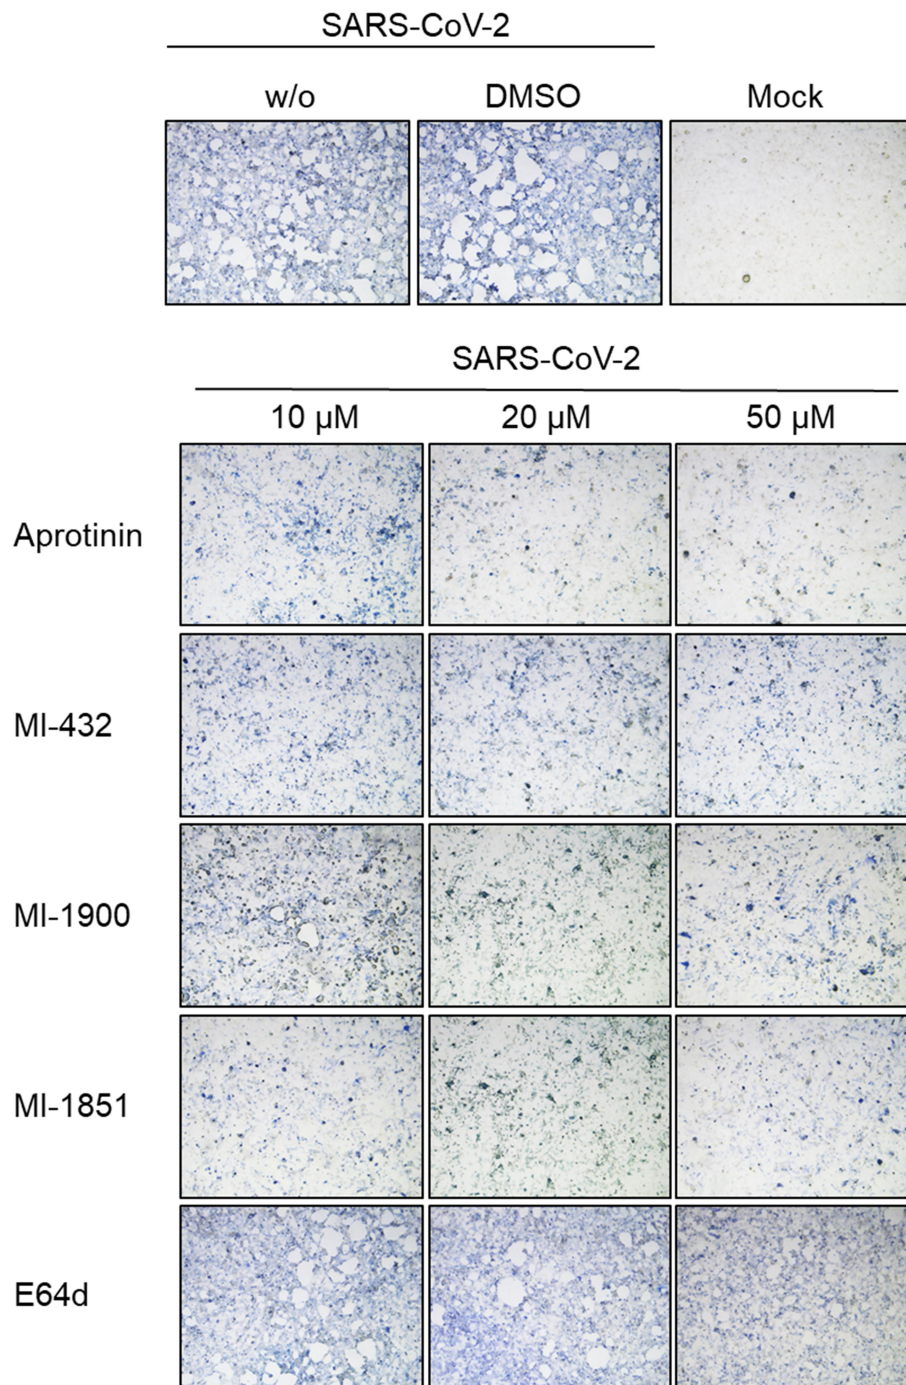 SARS-CoV-2
w/o DMSO Mock
SARS-CoV-2
10 µM 20 µM 50 µM
Aprotinin
MI-432
MI-1900
MI-1851
E64d